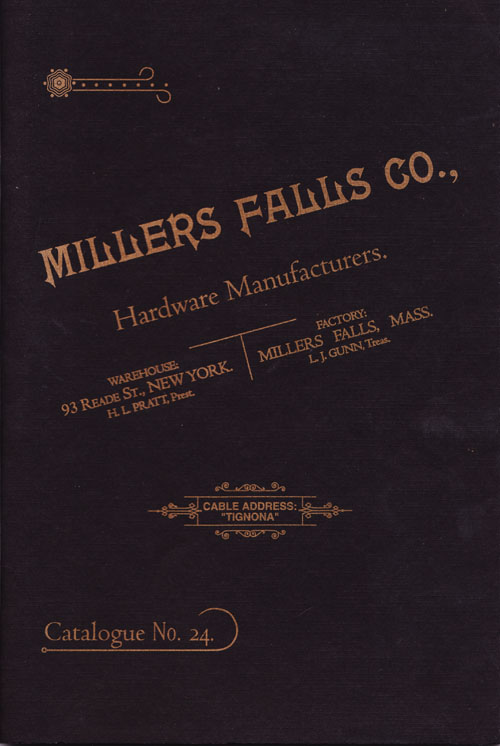 MILLERS FALLS CO.,
Hardware Manufacturers.
WAREHOUSE:
93 READE ST., NEW YORK.
H. L. PRATT, Prest.
FACTORY:
MILLERS FALLS, MASS.
L. J. GUNN, Treas.
CABLE ADDRESS:
"TIGNONA"
Catalogue No. 24.